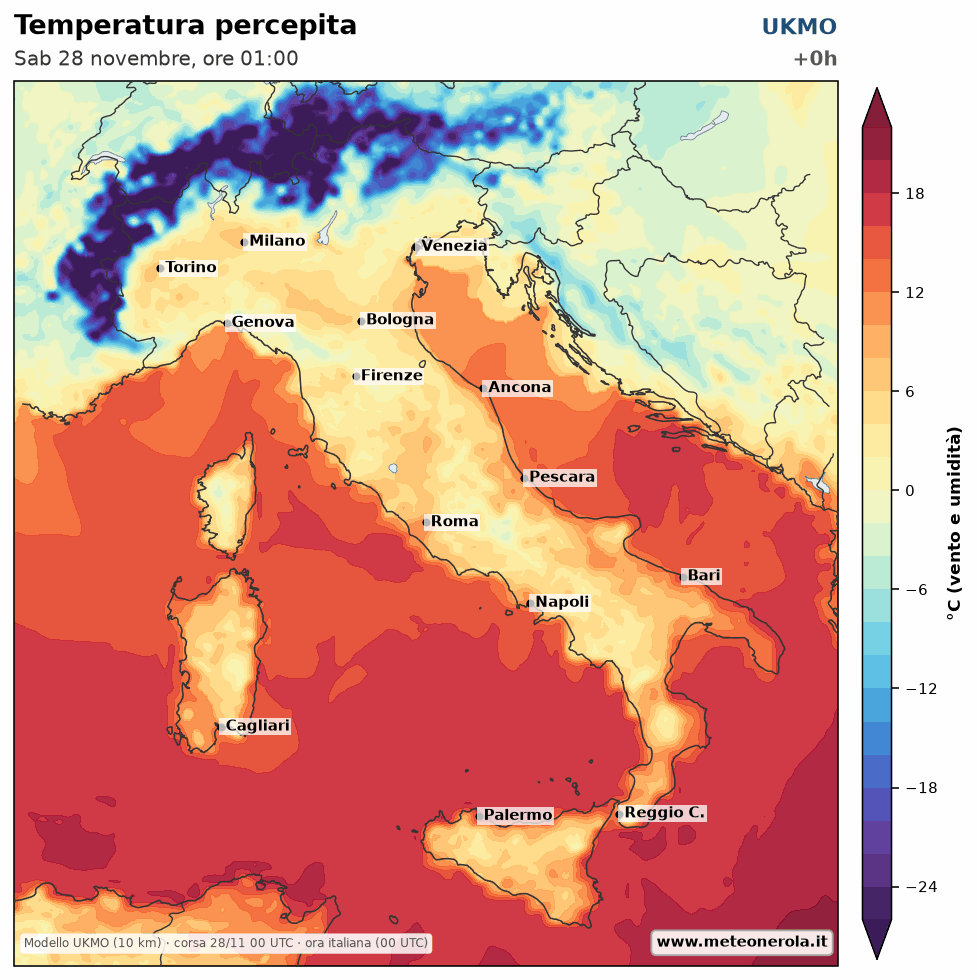 Temperatura percepita
UKMO
Sab 28 novembre, ore 01:00
+0h
Milano
Venezia
Torino
Genova
Bologna
Firenze
Ancona
Pescara
Roma
Bari
Napoli
Cagliari
Palermo
Reggio C.
18
12
6
0
−6
−12
−18
−24
°C (vento e umidità)
Modello UKMO (10 km) · corsa 28/11 00 UTC · ora italiana (00 UTC)
www.meteonerola.it